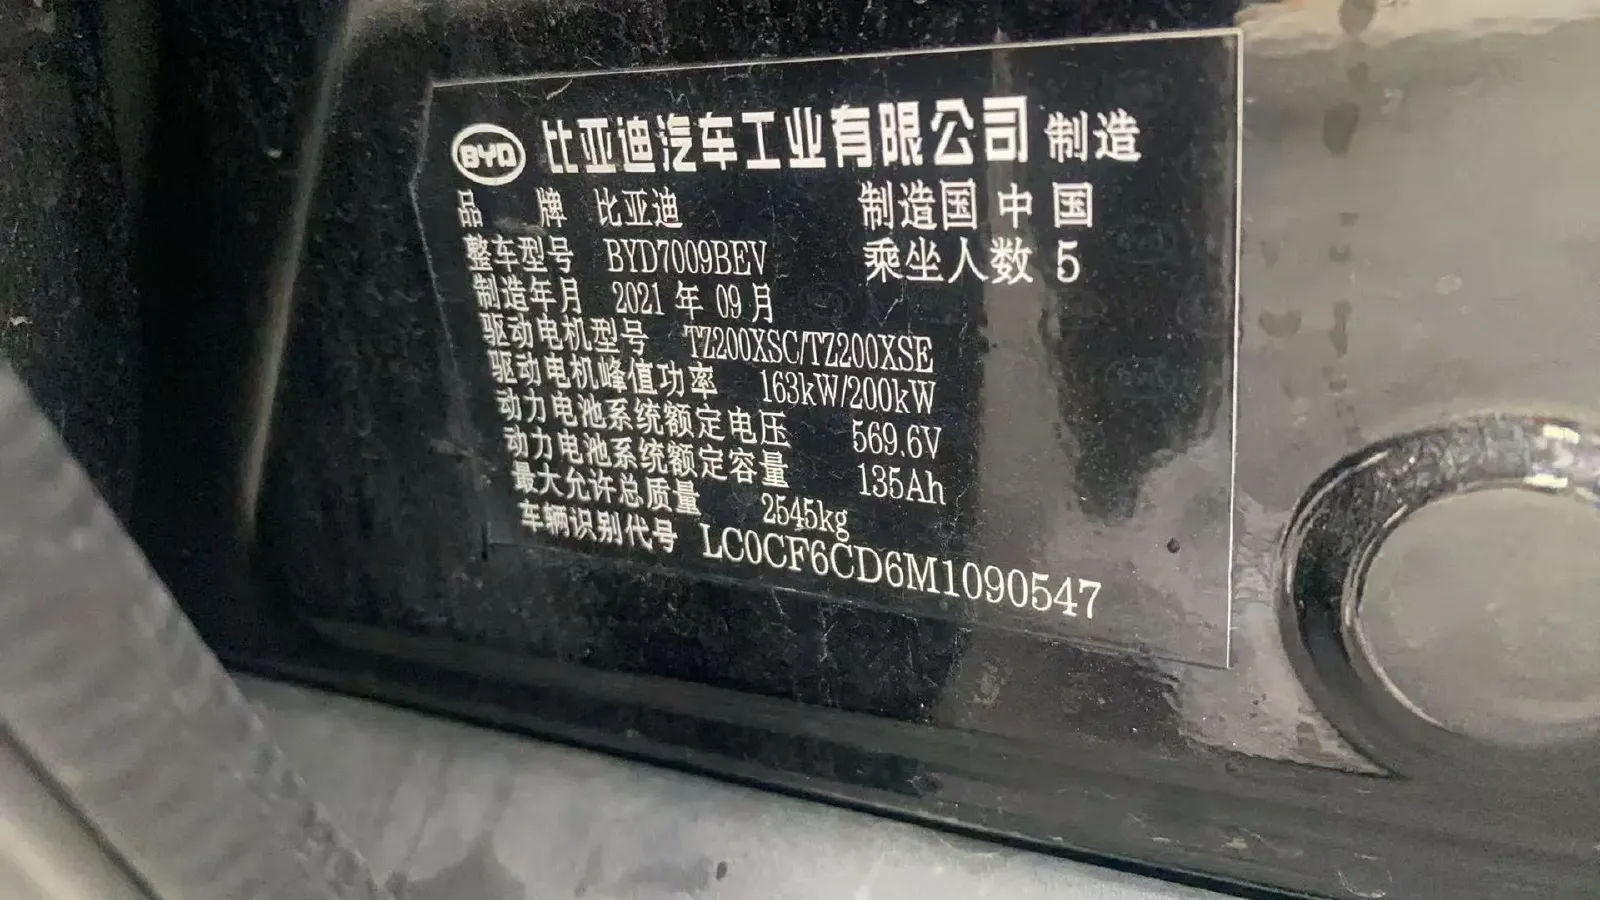 BYD 比亚迪汽车工业有限公司 制造
品 牌 比亚迪 制造国 中国
整车型号 BYD7009BEV 乘坐人数 5
制造年月 2021 年 09 月
驱动电机型号 TZ200XSC/TZ200XSE
驱动电机峰值功率 163kW/200kW
动力电池系统额定电压 569.6V
动力电池系统额定容量 135Ah
最大允许总质量 2545kg
车辆识别代号 LC0CF6CD6M1090547